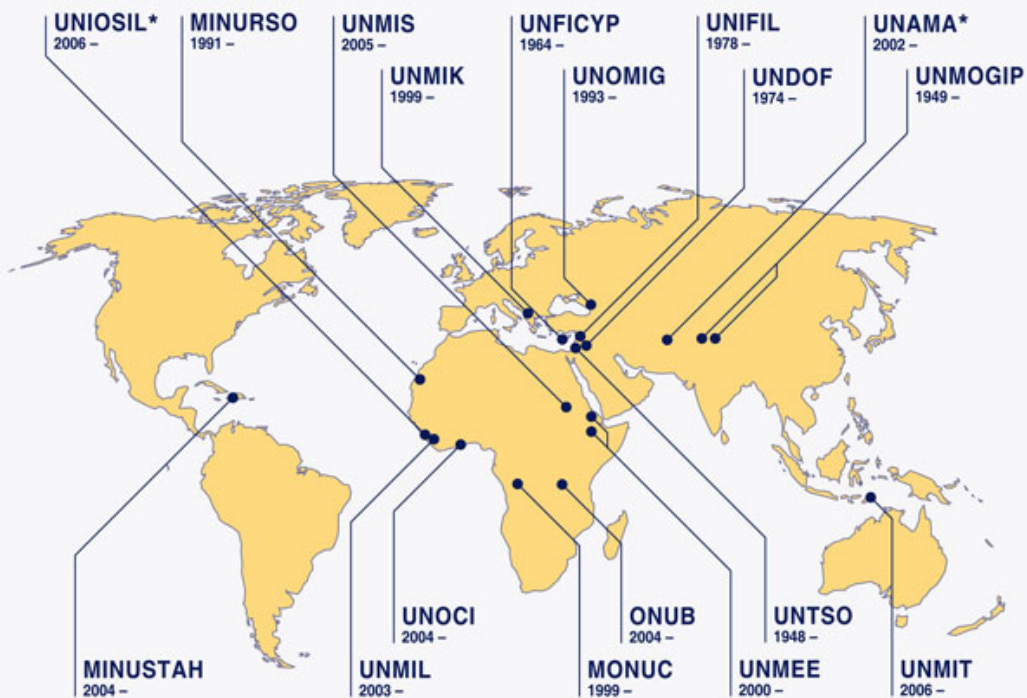 UNIOSIL*
2006 –
MINURSO
1991 –
UNMIS
2005 –
UNFICYP
1964 –
UNIFIL
1978 –
UNAMA*
2002 –
UNMIK
1999 –
UNOMIG
1993 –
UNDOF
1974 –
UNMOGIP
1949 –
UNOCI
2004 –
ONUB
2004 –
UNTSO
1948 –
MINUSTAH
2004 –
UNMIL
2003 –
MONUC
1999 –
UNMEE
2000 –
UNMIT
2006 –